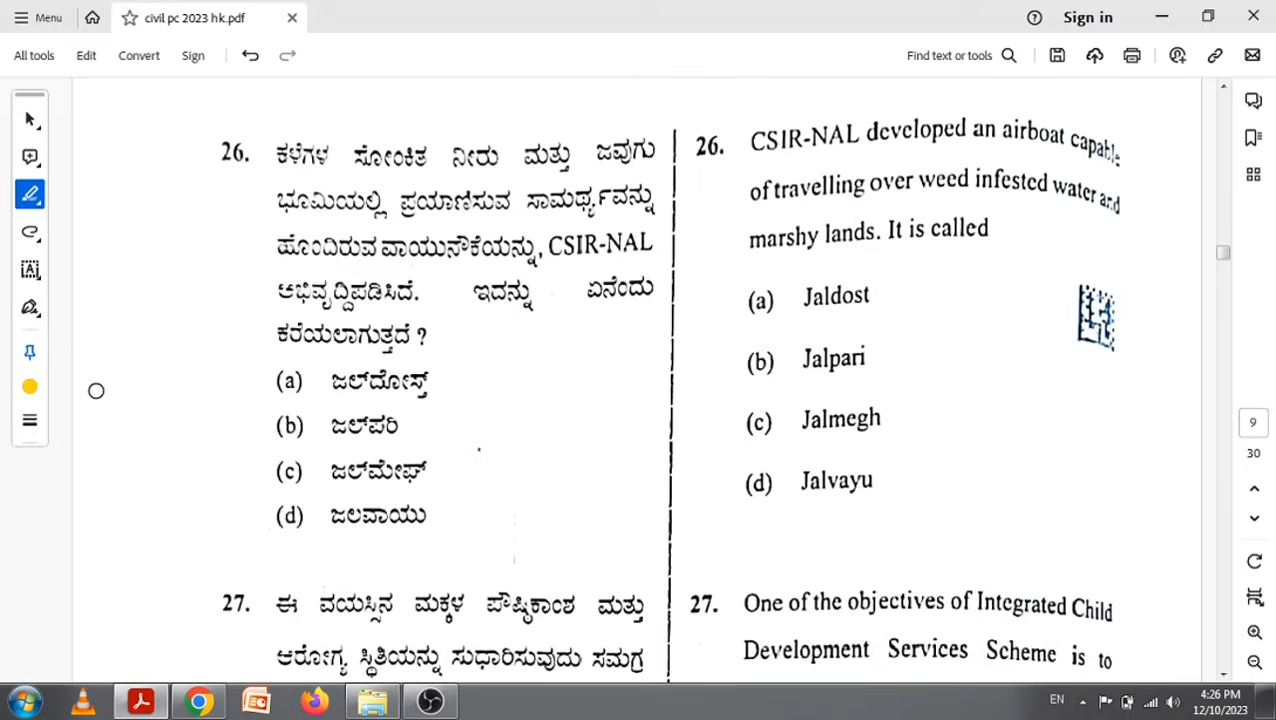 Menu
civil pc 2023 hk.pdf
Sign in
All tools Edit Convert Sign
Find text or tools
26. ಕಳೆಗಳ ಸೋಂಕಿತ ನೀರು ಮತ್ತು ಜವುಗು
ಭೂಮಿಯಲ್ಲಿ ಪ್ರಯಾಣಿಸುವ ಸಾಮರ್ಥ್ಯವನ್ನು
ಹೊಂದಿರುವ ವಾಯುನೌಕೆಯನ್ನು, CSIR-NAL
ಅಭಿವೃದ್ದಿಪಡಿಸಿದೆ. ಇದನ್ನು ಏನೆಂದು
ಕರೆಯಲಾಗುತ್ತದೆ ?
(a) ಜಲ್‌ದೋಸ್ತ್
(b) ಜಲ್‌ಪರಿ
(c) ಜಲ್‌ಮೇಘ್
(d) ಜಲವಾಯು
27. ಈ ವಯಸ್ಸಿನ ಮಕ್ಕಳ ಪೌಷ್ಠಿಕಾಂಶ ಮತ್ತು
ಆರೋಗ್ಯ ಸ್ಥಿತಿಯನ್ನು ಸುಧಾರಿಸುವುದು ಸಮಗ್ರ
26. CSIR-NAL developed an airboat capable
of travelling over weed infested water and
marshy lands. It is called
(a) Jaldost
(b) Jalpari
(c) Jalmegh
(d) Jalvayu
27. One of the objectives of Integrated Child
Development Services Scheme is to
9
30
EN
4:26 PM
12/10/2023